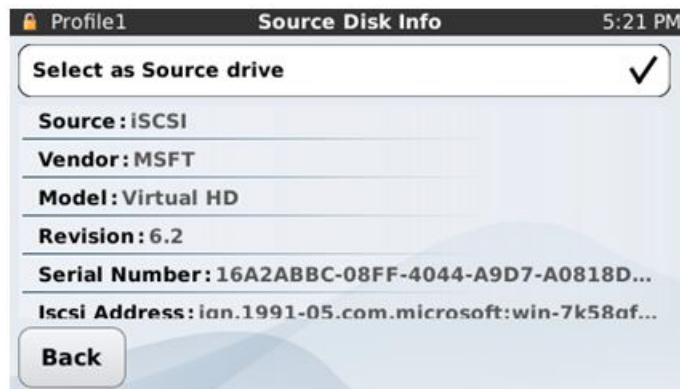 Profile1 Source Disk Info 5:21 PM
Select as Source drive
Source: iSCSI
Vendor: MSFT
Model: Virtual HD
Revision: 6.2
Serial Number: 16A2ABBC-08FF-4044-A9D7-A0818D...
Iscsi Address: iqn.1991-05.com.microsoft:win-7k58qf...
Back